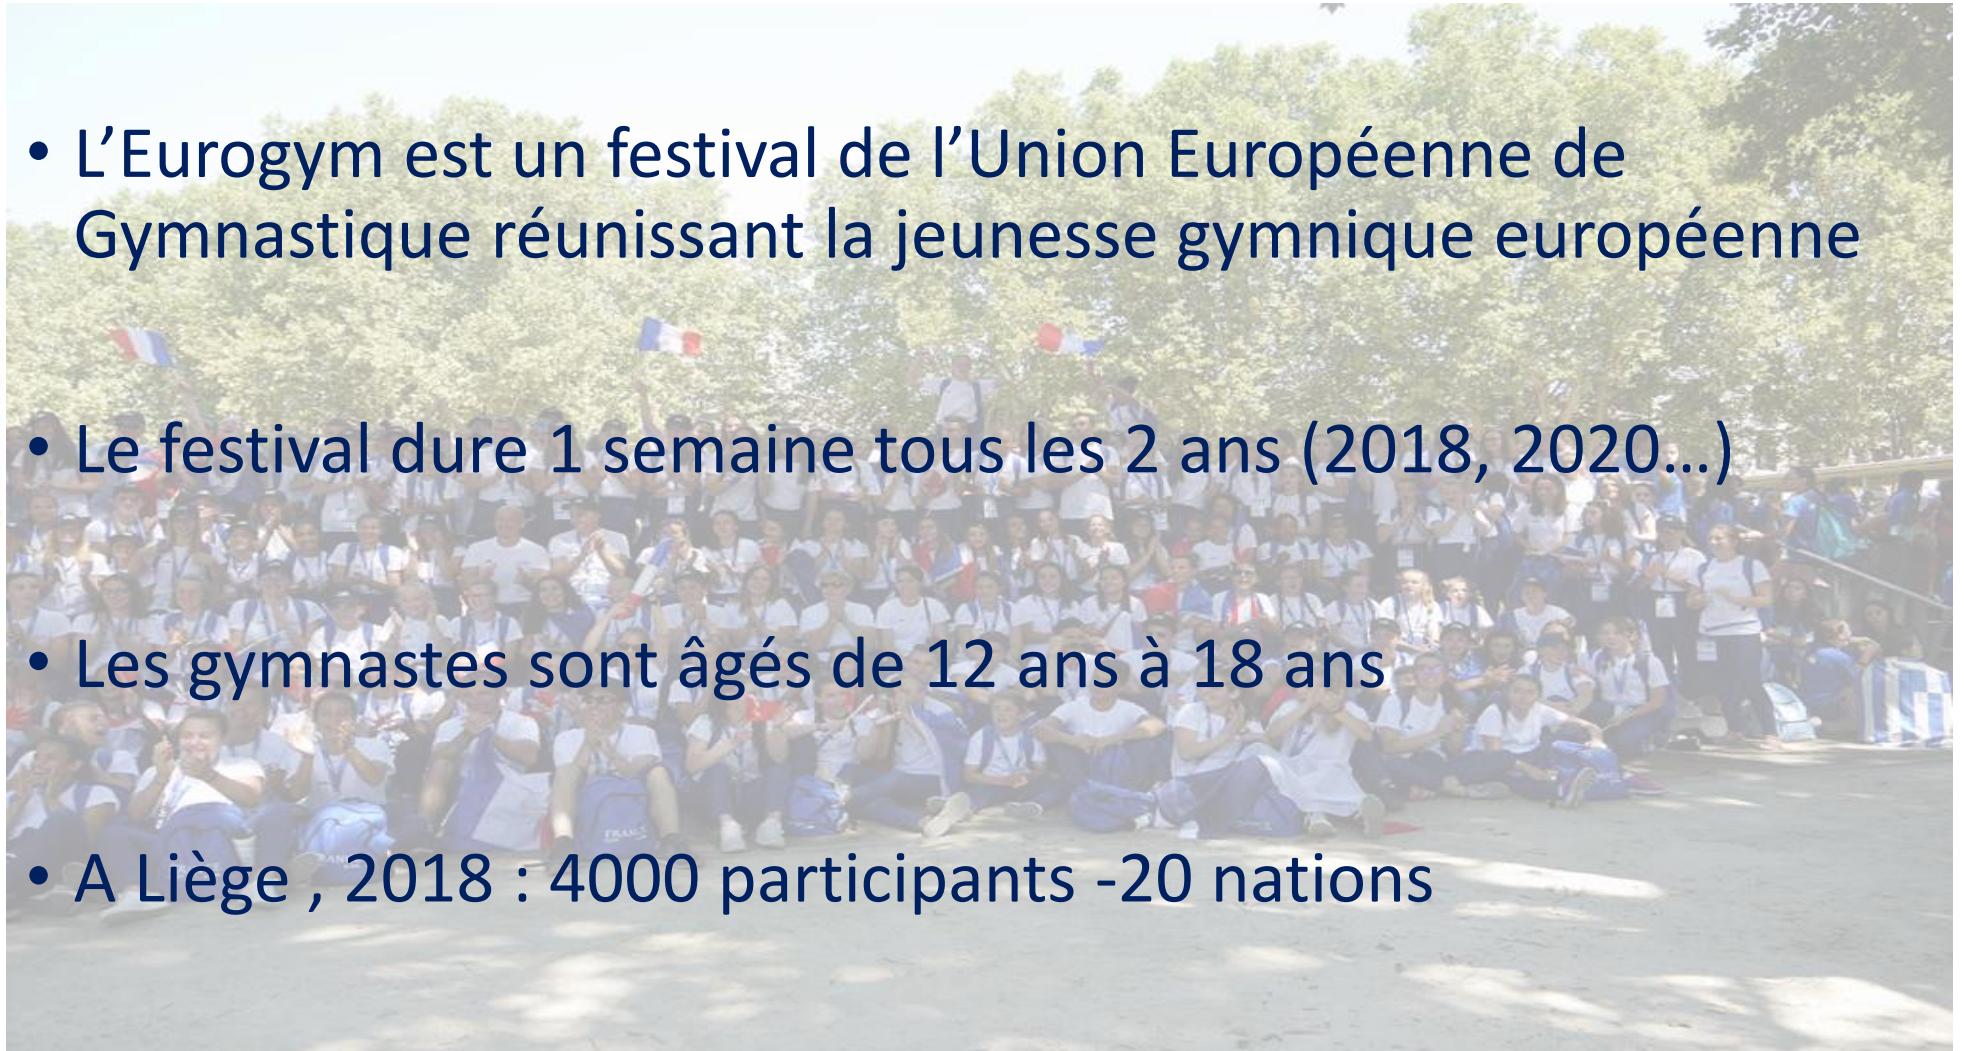 • L’Eurogym est un festival de l’Union Européenne de
Gymnastique réunissant la jeunesse gymnique européenne
• Le festival dure 1 semaine tous les 2 ans (2018, 2020…)
• Les gymnastes sont âgés de 12 ans à 18 ans
• A Liège , 2018 : 4000 participants -20 nations
FRANCE